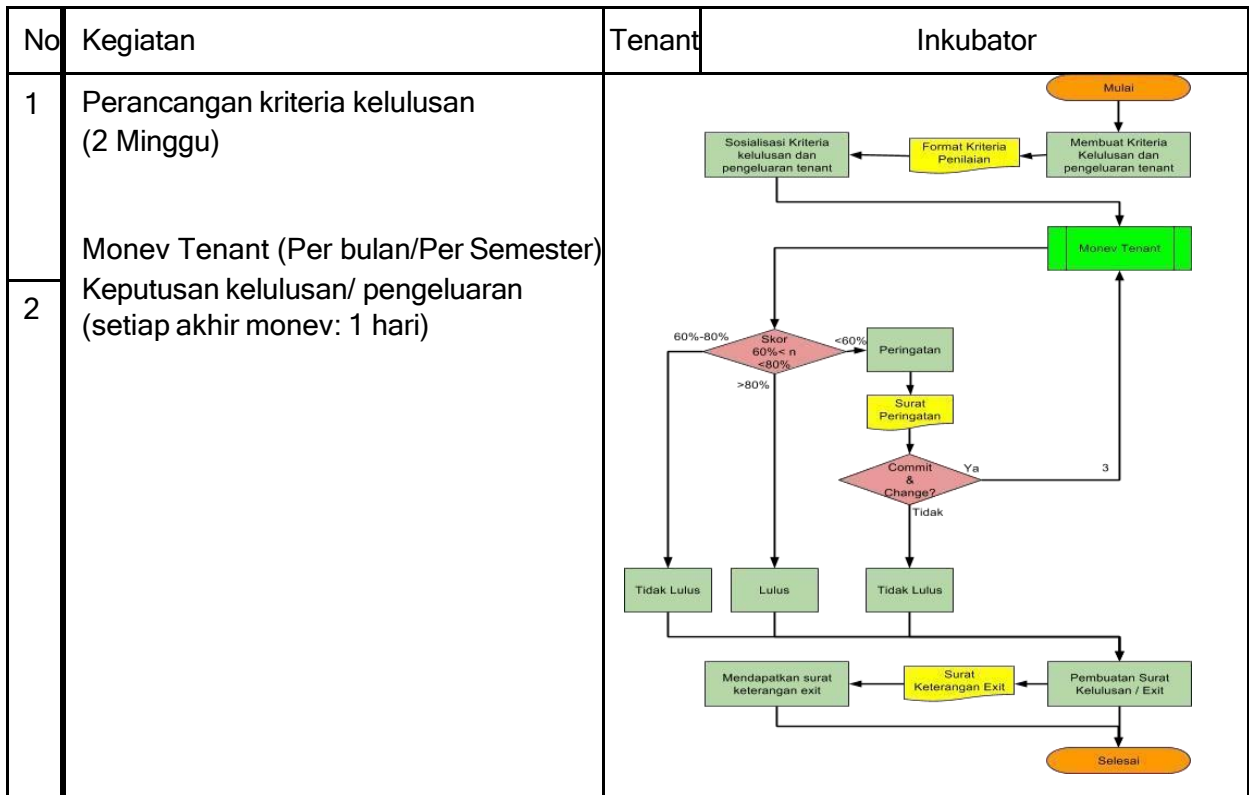 No
Kegiatan
Tenant
Inkubator
1
Perancangan kriteria kelulusan
(2 Minggu)
Monev Tenant (Per bulan/Per Semester)
2
Keputusan kelulusan/ pengeluaran
(setiap akhir monev: 1 hari)
Mulai
Sosialisasi Kriteria
kelulusan dan
pengeluaran tenant
Format Kriteria
Penilaian
Membuat Kriteria
Kelulusan dan
pengeluaran tenant
Monev Tenant
60%-80%
Skor
60%< n
<80%
<60%
>80%
Peringatan
Surat
Peringatan
Commit
&
Change?
Ya
3
Tidak
Tidak Lulus
Lulus
Tidak Lulus
Mendapatkan surat
keterangan exit
Surat
Keterangan Exit
Pembuatan Surat
Kelulusan / Exit
Selesai